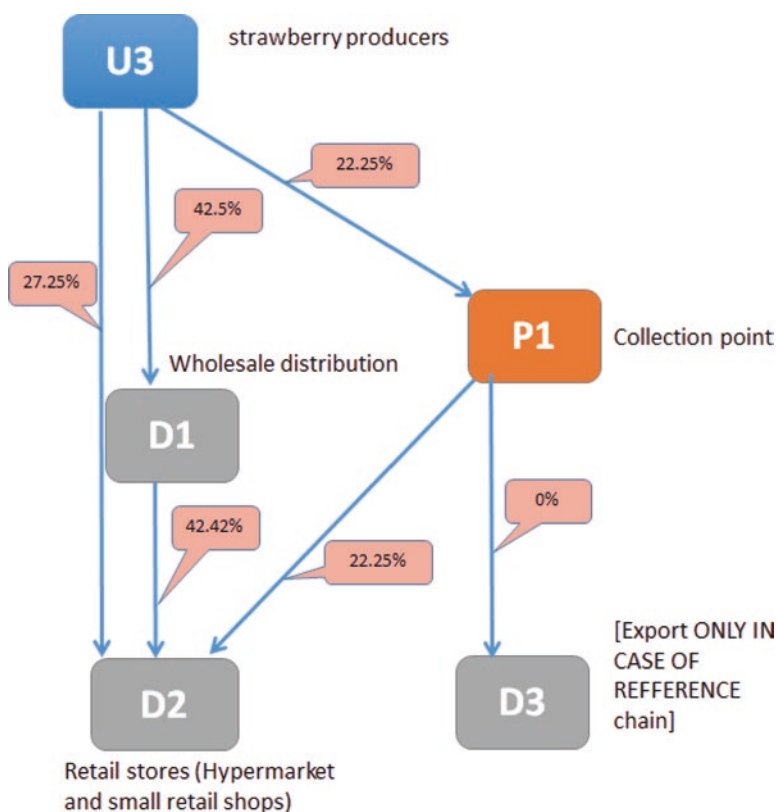 strawberry producers
U3
22.25%
42.5%
27.25%
P1
Collection point
Wholesale distribution
D1
0%
42.42%
22.25%
[Export ONLY IN
CASE OF
REFFERENCE
chain]
D2
D3
Retail stores (Hypermarket
and small retail shops)